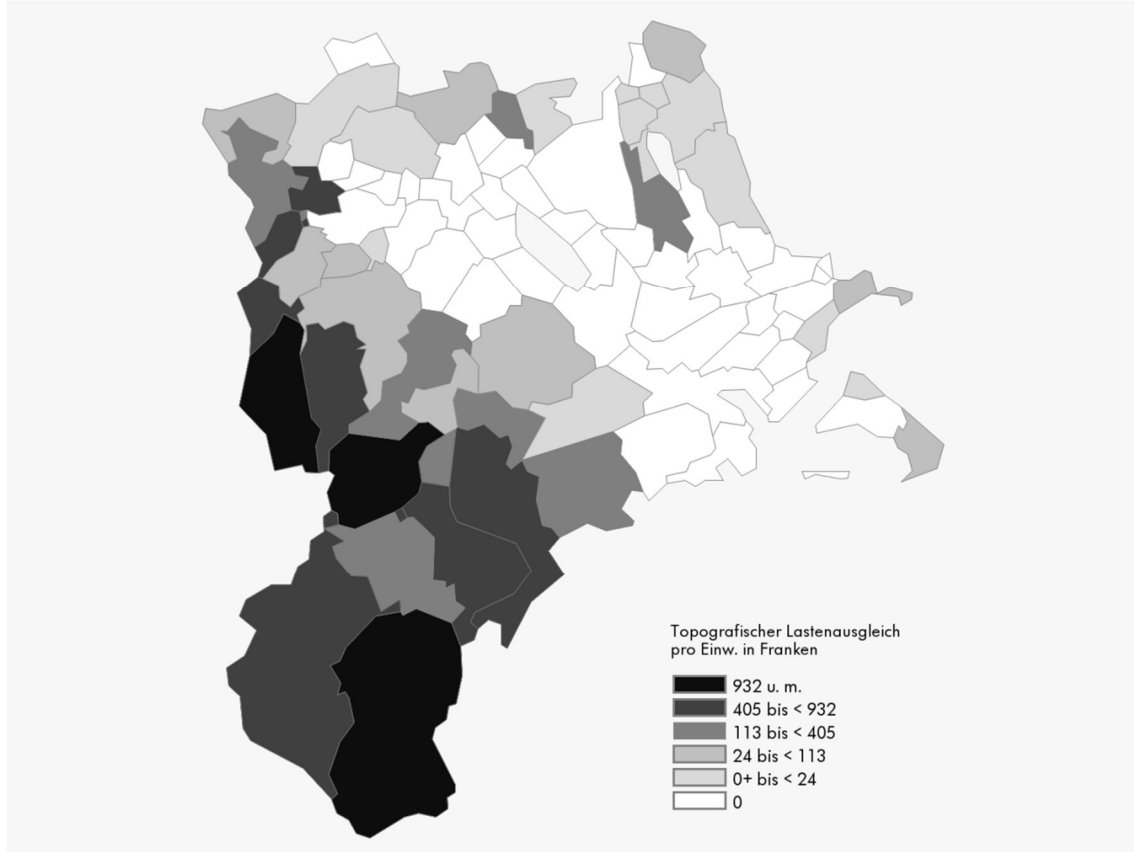 Topografischer Lastenausgleich
pro Einw. in Franken
932 u. m.
405 bis < 932
113 bis < 405
24 bis < 113
0+ bis < 24
0